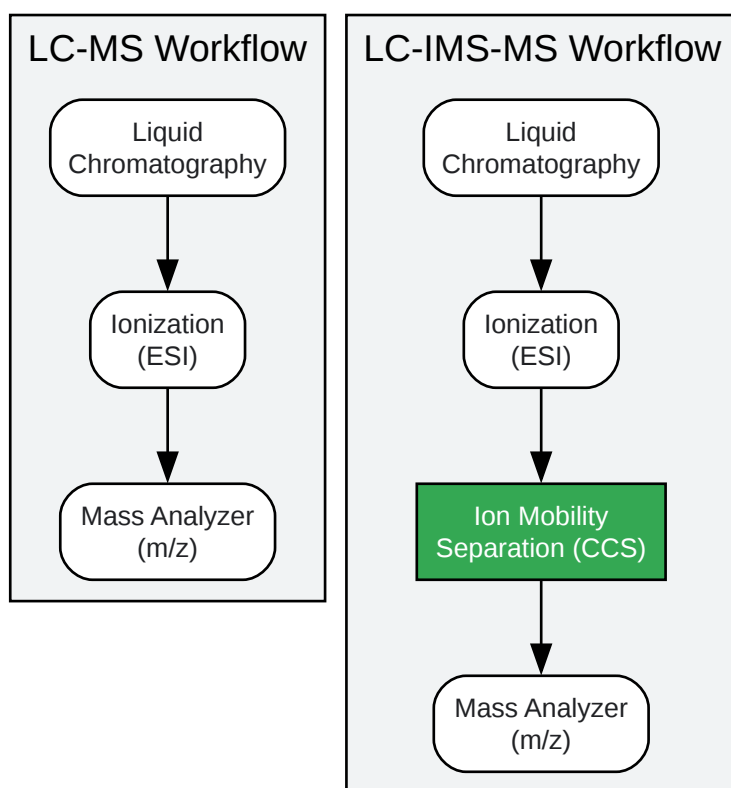 LC-MS Workflow
Liquid
Chromatography
Ionization
(ESI)
Mass Analyzer
(m/z)
LC-IMS-MS Workflow
Liquid
Chromatography
Ionization
(ESI)
Ion Mobility
Separation (CCS)
Mass Analyzer
(m/z)